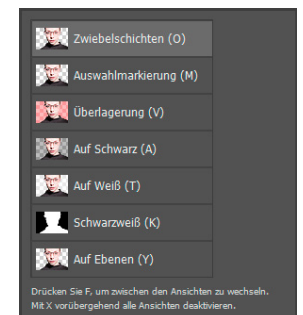 Zwiebelschichten (O)
Auswahlmarkierung (M)
Überlagerung (V)
Auf Schwarz (A)
Auf Weiß (T)
Schwarzweiß (K)
Auf Ebenen (Y)
Drücken Sie F, um zwischen den Ansichten zu wechseln.
Mit X vorübergehend alle Ansichten deaktivieren.